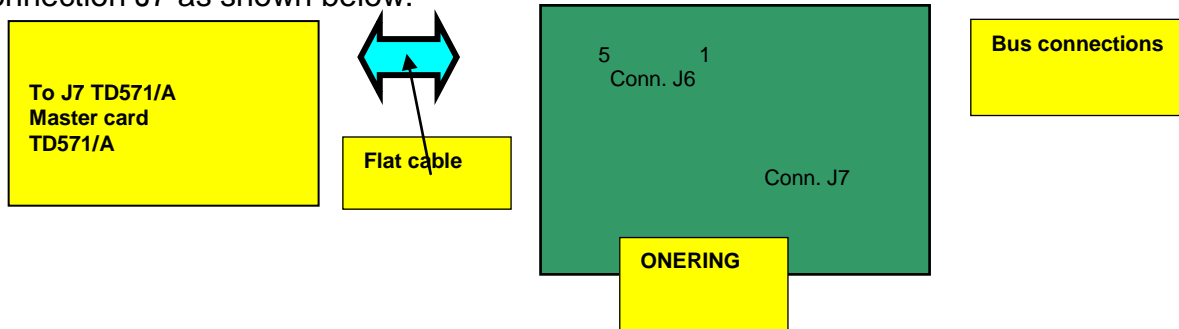 connection J7 as shown below.
To J7 TD571/A
Master card
TD571/A
Flat cable
5 1
Conn. J6
Conn. J7
ONERING
Bus connections